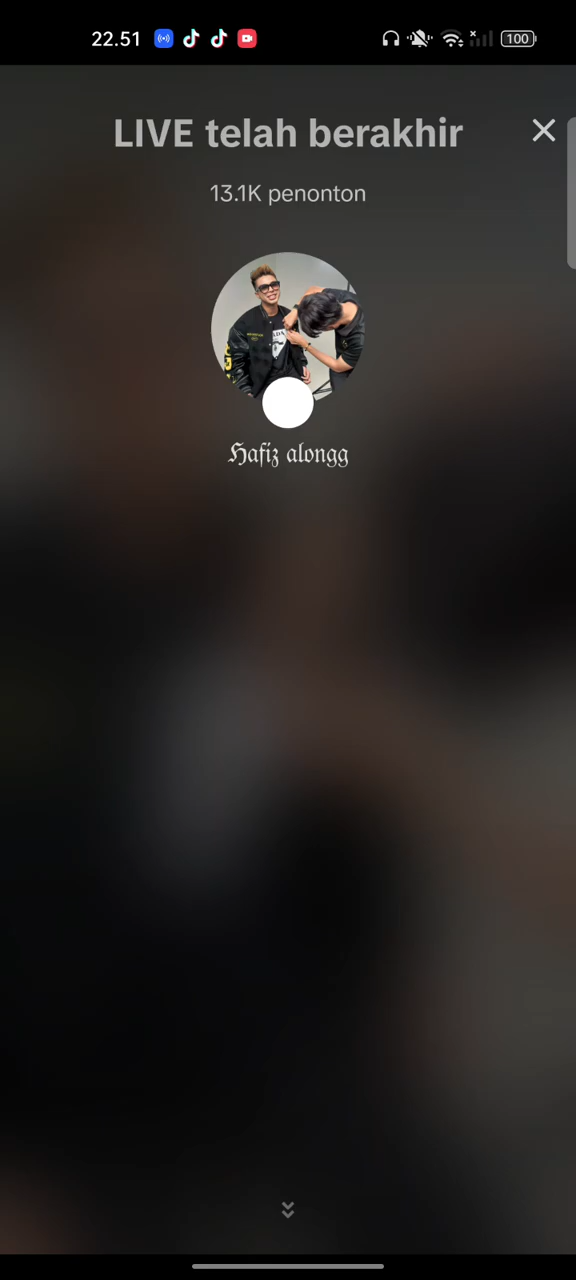 22.51
100
LIVE telah berakhir
13.1K penonton
Hafiz alongg